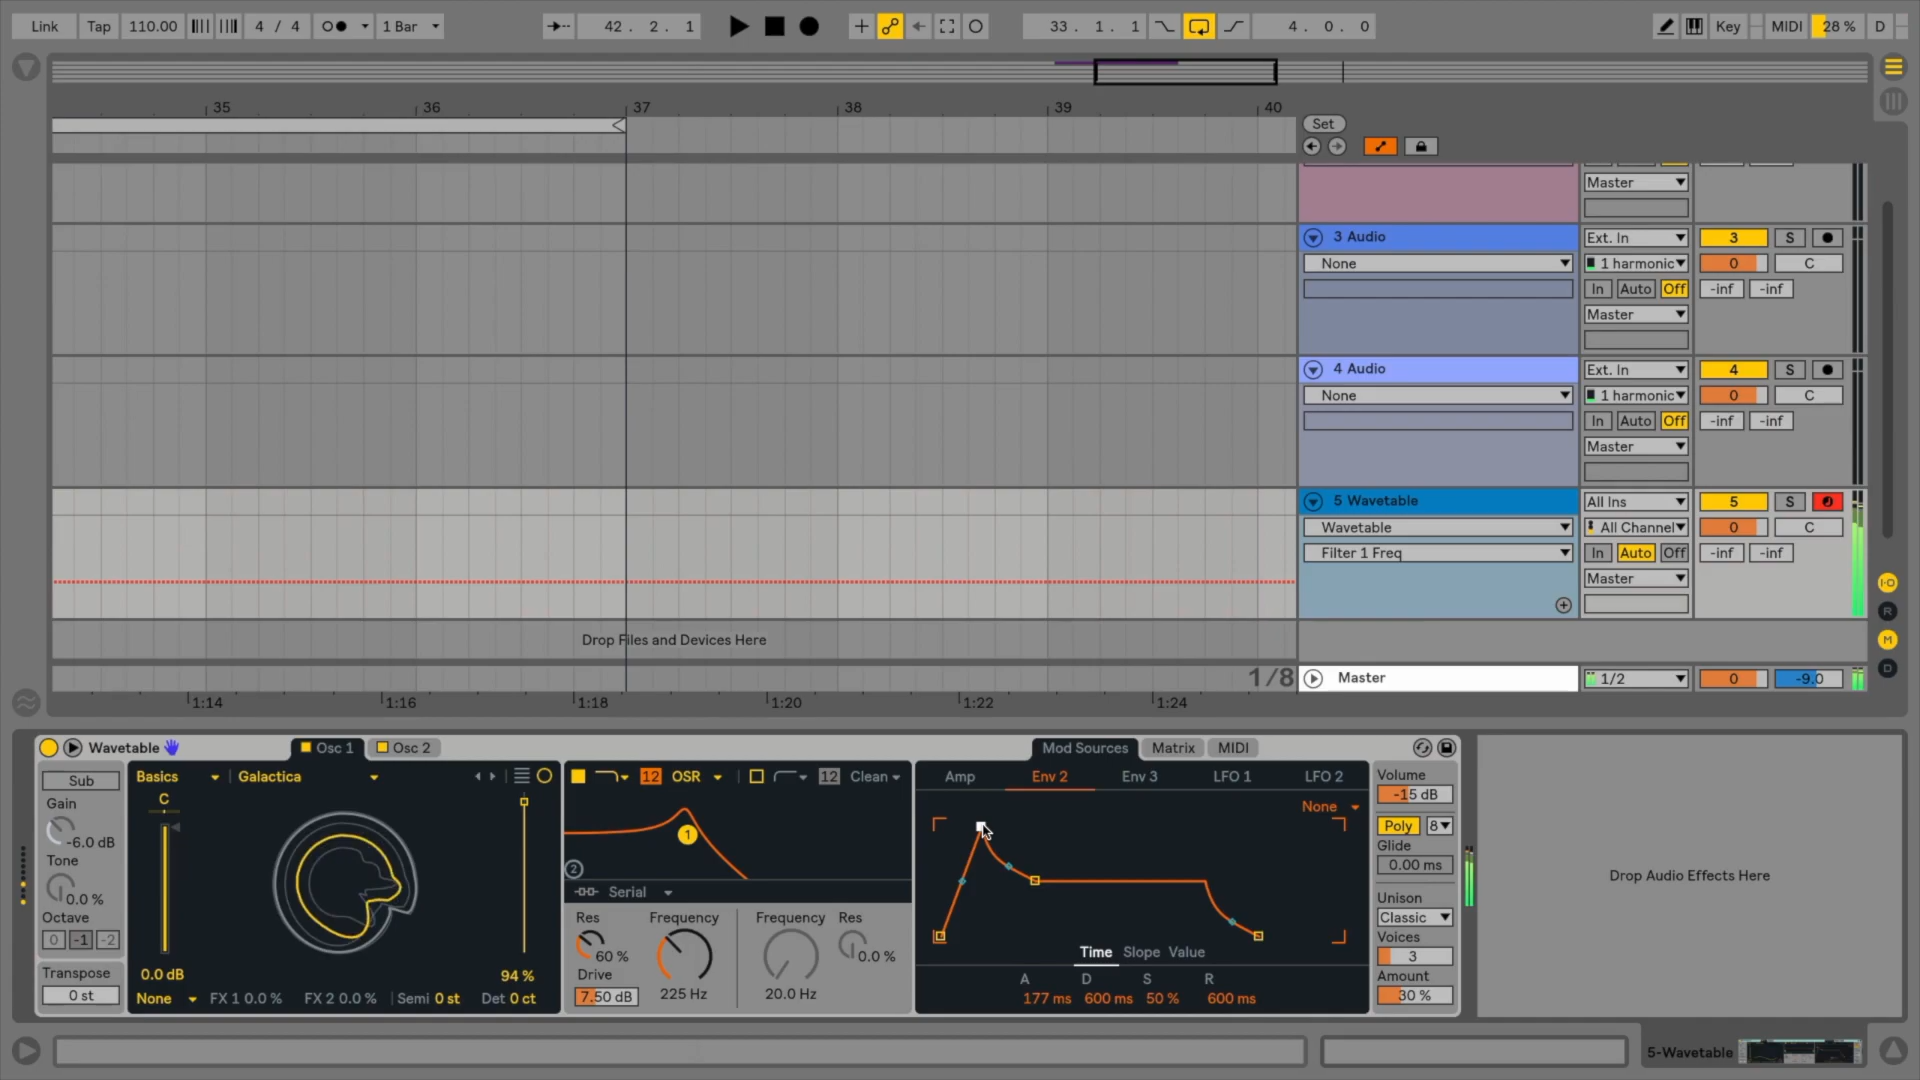 Link Tap 110.00 4 / 4 1 Bar 42 . 2 . 1 33 . 1 . 1 4 . 0 . 0 Key MIDI 28 % D
35 36 37 38 39 40
Set
Master
3 Audio Ext. In 3 S
None 1 harmonic 0 C
In Auto Off -inf -inf
Master
4 Audio Ext. In 4 S
None 1 harmonic 0 C
In Auto Off -inf -inf
Master
5 Wavetable All Ins 5 S
Wavetable All Channel 0 C
Filter 1 Freq In Auto Off -inf -inf
Master
I·O
R
M
D
Drop Files and Devices Here
1/8 Master 1/2 0 -9.0
1:14 1:16 1:18 1:20 1:22 1:24
Wavetable Osc 1 Osc 2 Mod Sources Matrix MIDI
Sub Basics Galactica 12 OSR 12 Clean Amp Env 2 Env 3 LFO 1 LFO 2 Volume
-15 dB
Gain C None
-6.0 dB 1 Poly 8
Tone 2 Glide
0.0 % Serial 0.00 ms
Octave Res Frequency Frequency Res Unison
0 -1 -2 60 % 0.0 % Classic
Transpose 0.0 dB 94 % Drive 225 Hz 20.0 Hz Time Slope Value Voices
3
0 st None FX 1 0.0 % FX 2 0.0 % Semi 0 st Det 0 ct 7.50 dB A D S R Amount
177 ms 600 ms 50 % 600 ms 30 %
Drop Audio Effects Here
5-Wavetable